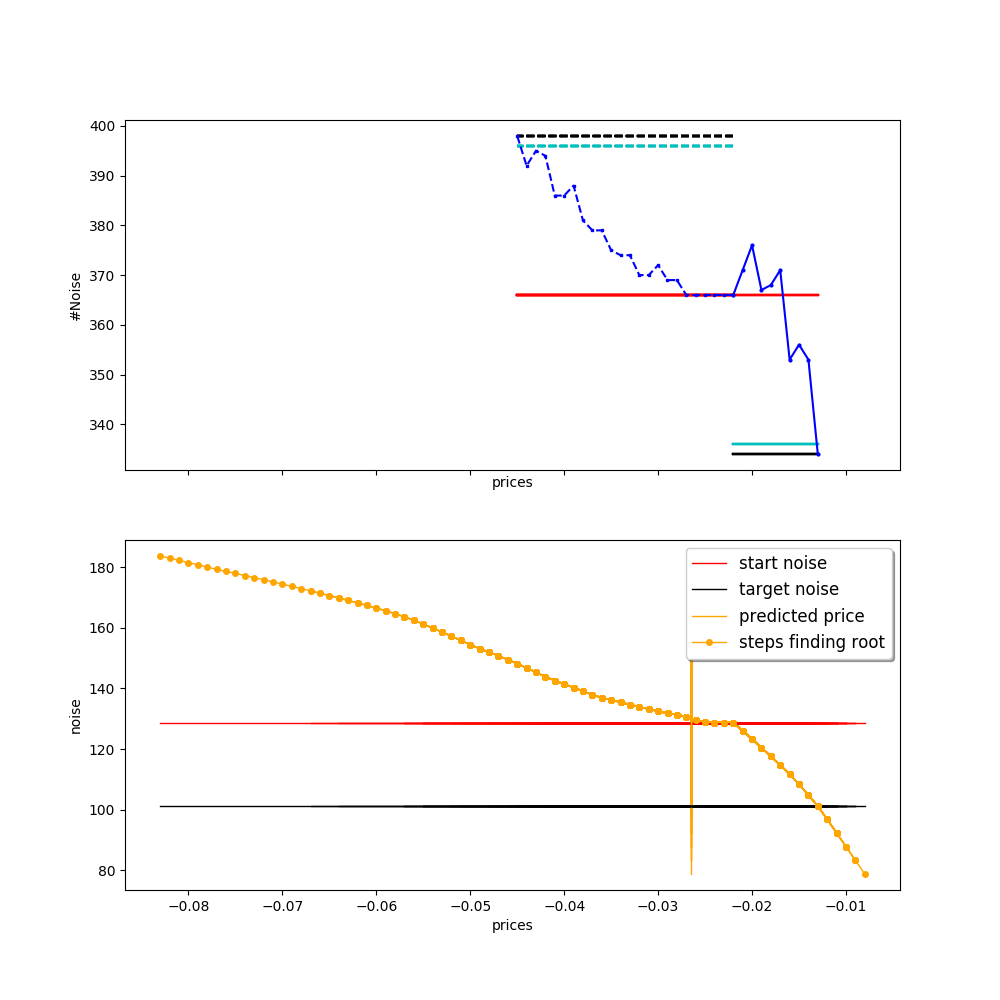 400
390
380
370
360
350
340
#Noise
prices
180
160
140
120
100
80
noise
start noise
target noise
predicted price
steps finding root
−0.08 −0.07 −0.06 −0.05 −0.04 −0.03 −0.02 −0.01
prices